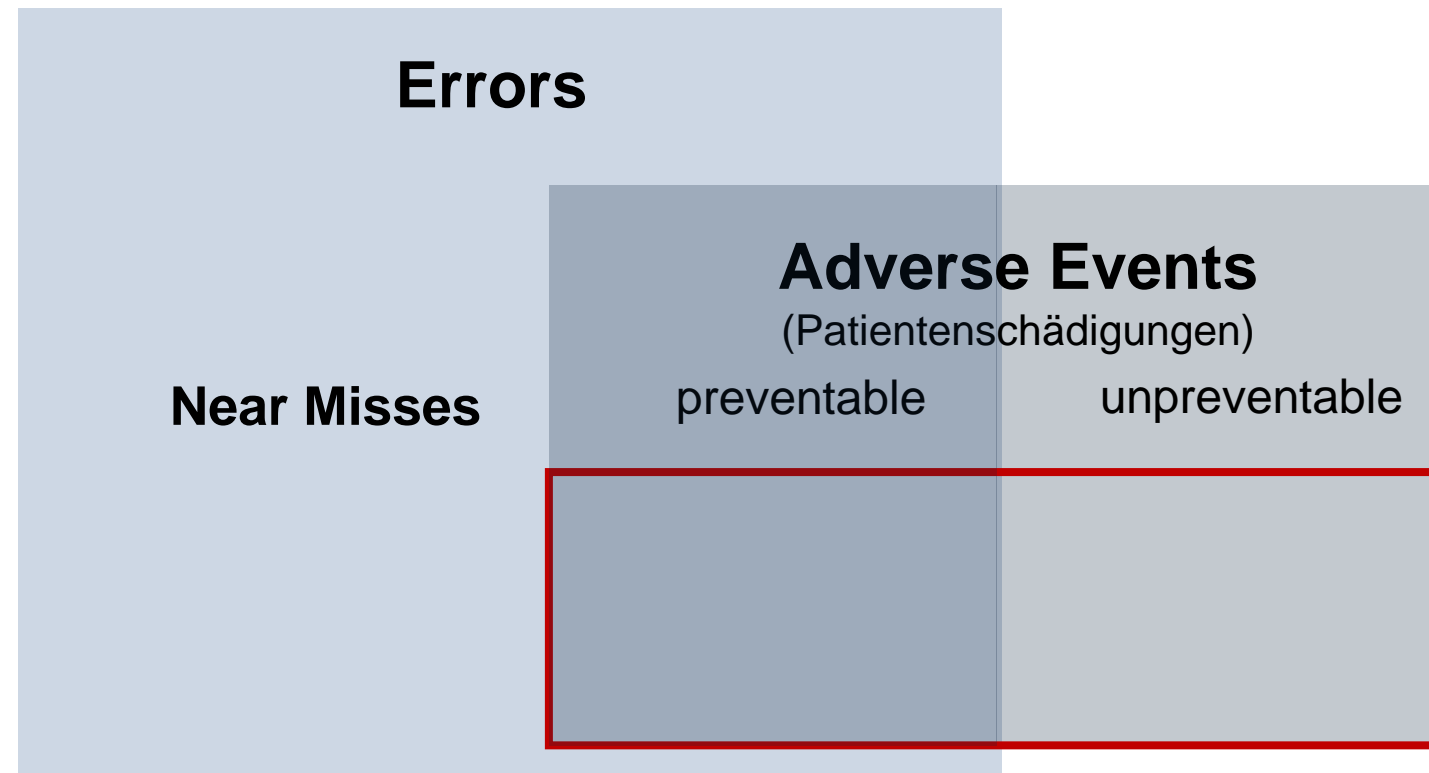 Errors
Adverse Events
(Patientenschädigungen)
Near Misses
preventable
unpreventable